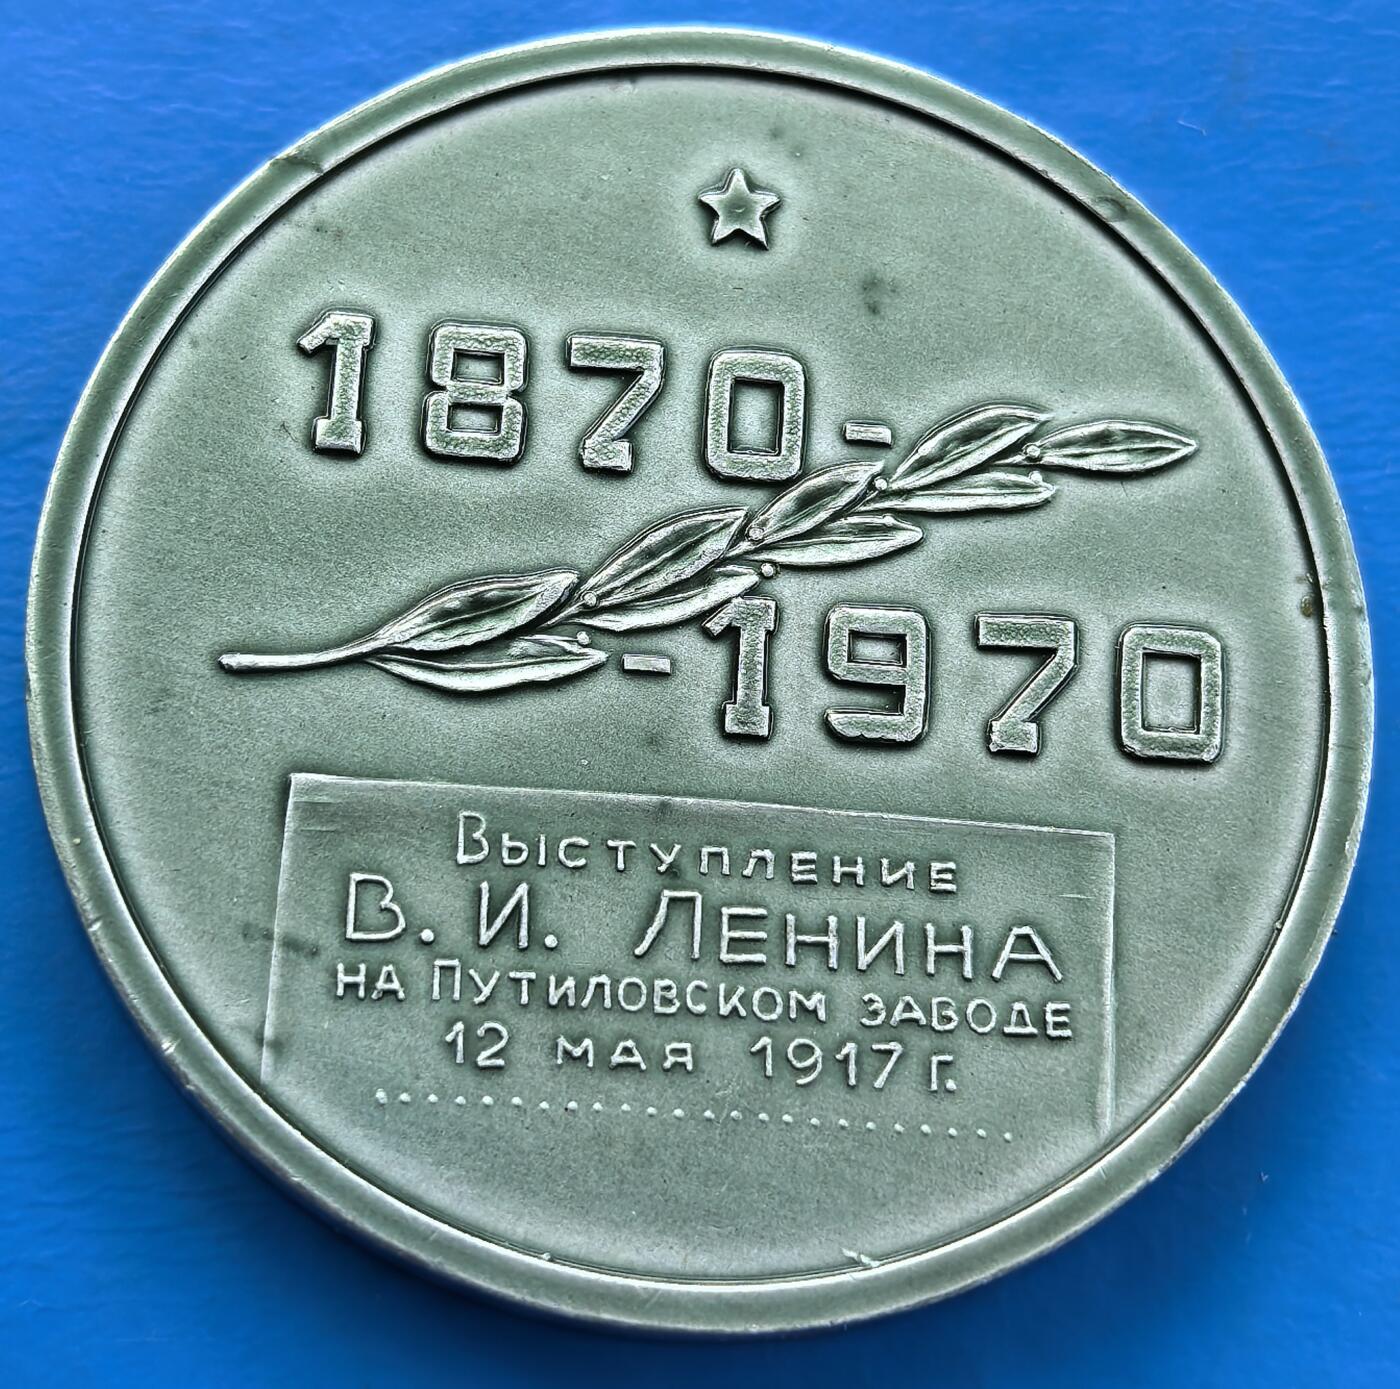 1870-
-1970
Выступление
В. И. Ленина
на Путиловском заводе
12 мая 1917 г.